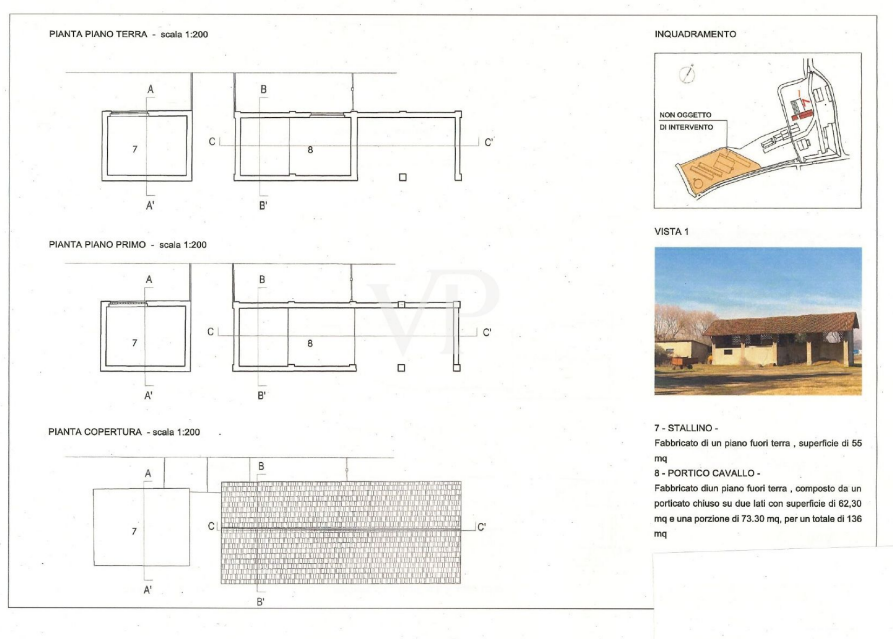 PIANTA PIANO TERRA - scala 1:200
A
B
7
C
8
C'
A'
B'
PIANTA PIANO PRIMO - scala 1:200
A
B
C
C'
7
8
A'
B'
VP
PIANTA COPERTURA - scala 1:200
A
B
C
C'
7
A'
B'
INQUADRAMENTO
NON OGGETTO
DI INTERVENTO
VISTA 1
7 - STALLINO -
Fabbricato di un piano fuori terra , superficie di 55
mq
8 - PORTICO CAVALLO -
Fabbricato diun piano fuori terra , composto da un
porticato chiuso su due lati con superficie di 62,30
mq e una porzione di 73.30 mq, per un totale di 136
mq